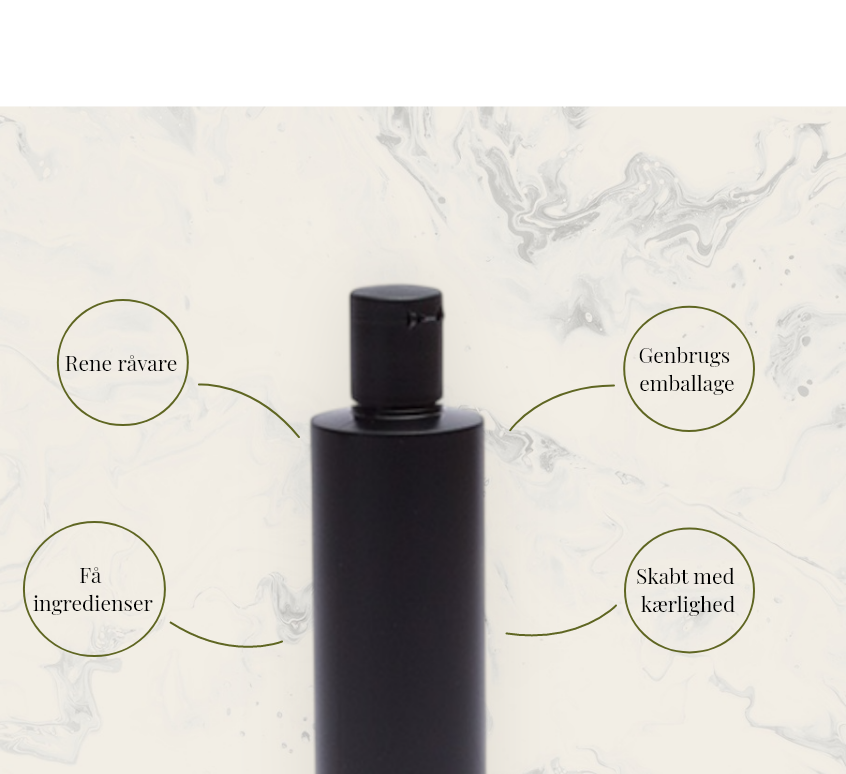 Rene råvare
Genbrugs
emballage
Få
ingredienser
Skabt med
kærlighed